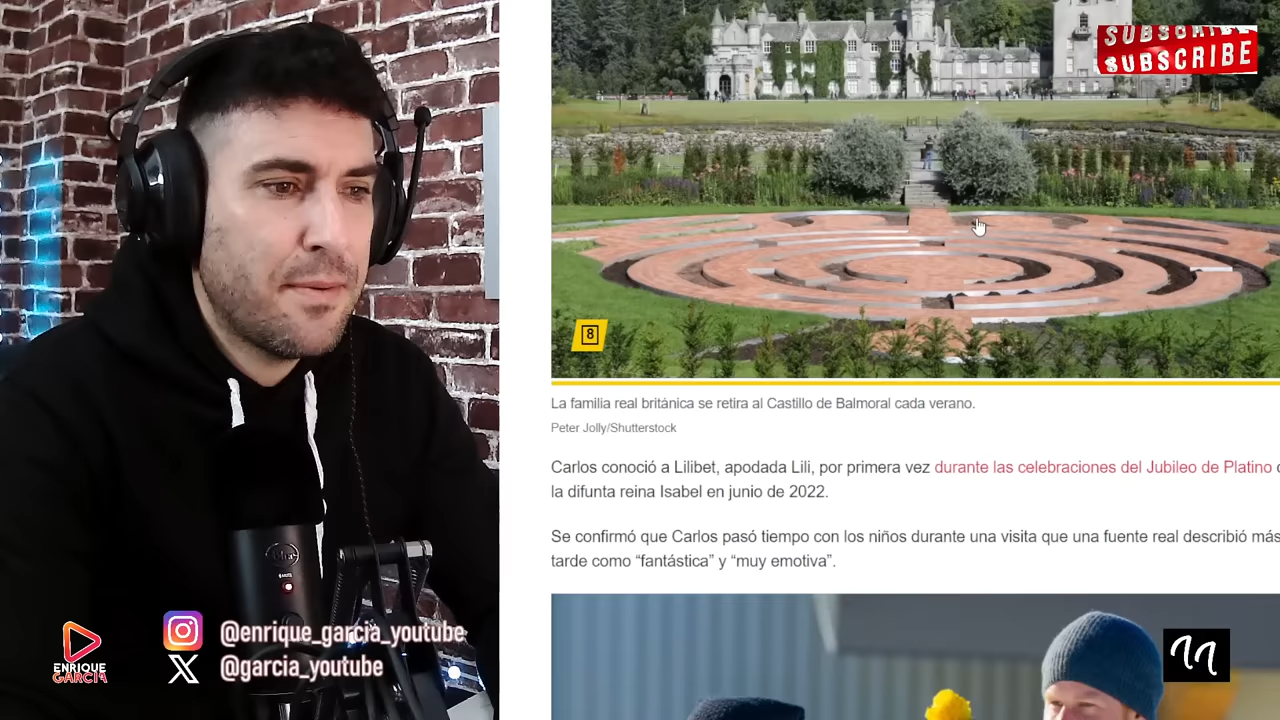 SUBSCRIBE
SUBSCRIBE
8
La familia real británica se retira al Castillo de Balmoral cada verano.
Peter Jolly/Shutterstock
Carlos conoció a Lilibet, apodada Lili, por primera vez durante las celebraciones del Jubileo de Platino
la difunta reina Isabel en junio de 2022.
Se confirmó que Carlos pasó tiempo con los niños durante una visita que una fuente real describió más
tarde como “fantástica” y “muy emotiva”.
@enrique_garcia_youtube
@garcia_youtube
ENRIQUE
GARCIA